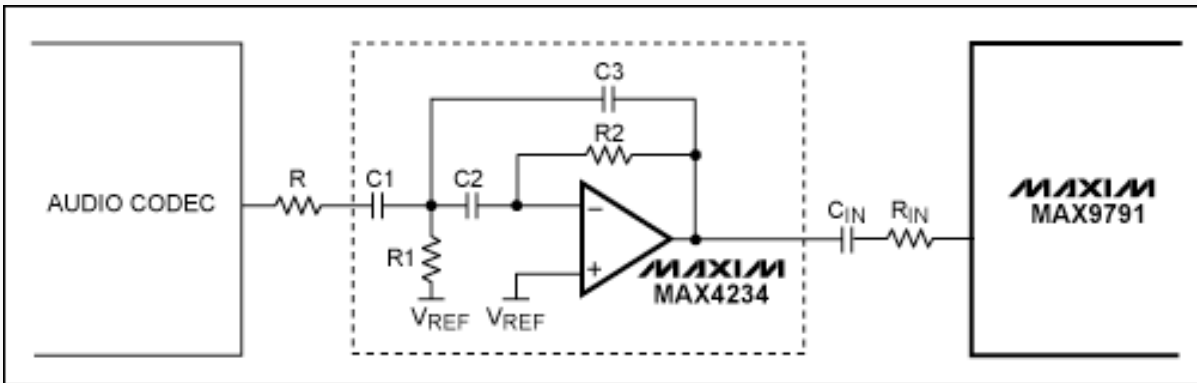 AUDIO CODEC
R
C1
C2
C3
R2
R1
VREF
VREF
−
+
MAXIM
MAX4234
CIN
RIN
MAXIM
MAX9791